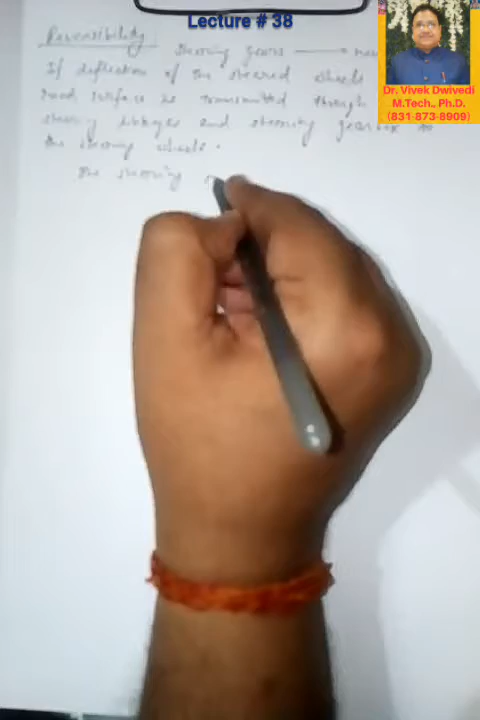 Lecture # 38
Reversibility steering gears
If deflection of the steered wheels
road surface is transmitted through
steering linkages and steering gearbox to
the steering wheels.
the steering
Dr. Vivek Dwivedi
M.Tech., Ph.D.
(831-873-8909)